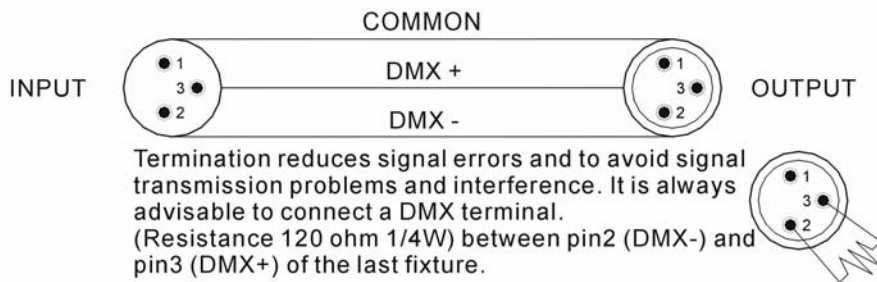 COMMON
INPUT
1
3
2
DMX +
DMX -
1
3
2
OUTPUT
Termination reduces signal errors and to avoid signal
transmission problems and interference. It is always
advisable to connect a DMX terminal.
(Resistance 120 ohm 1/4W) between pin2 (DMX-) and
pin3 (DMX+) of the last fixture.
1
3
2